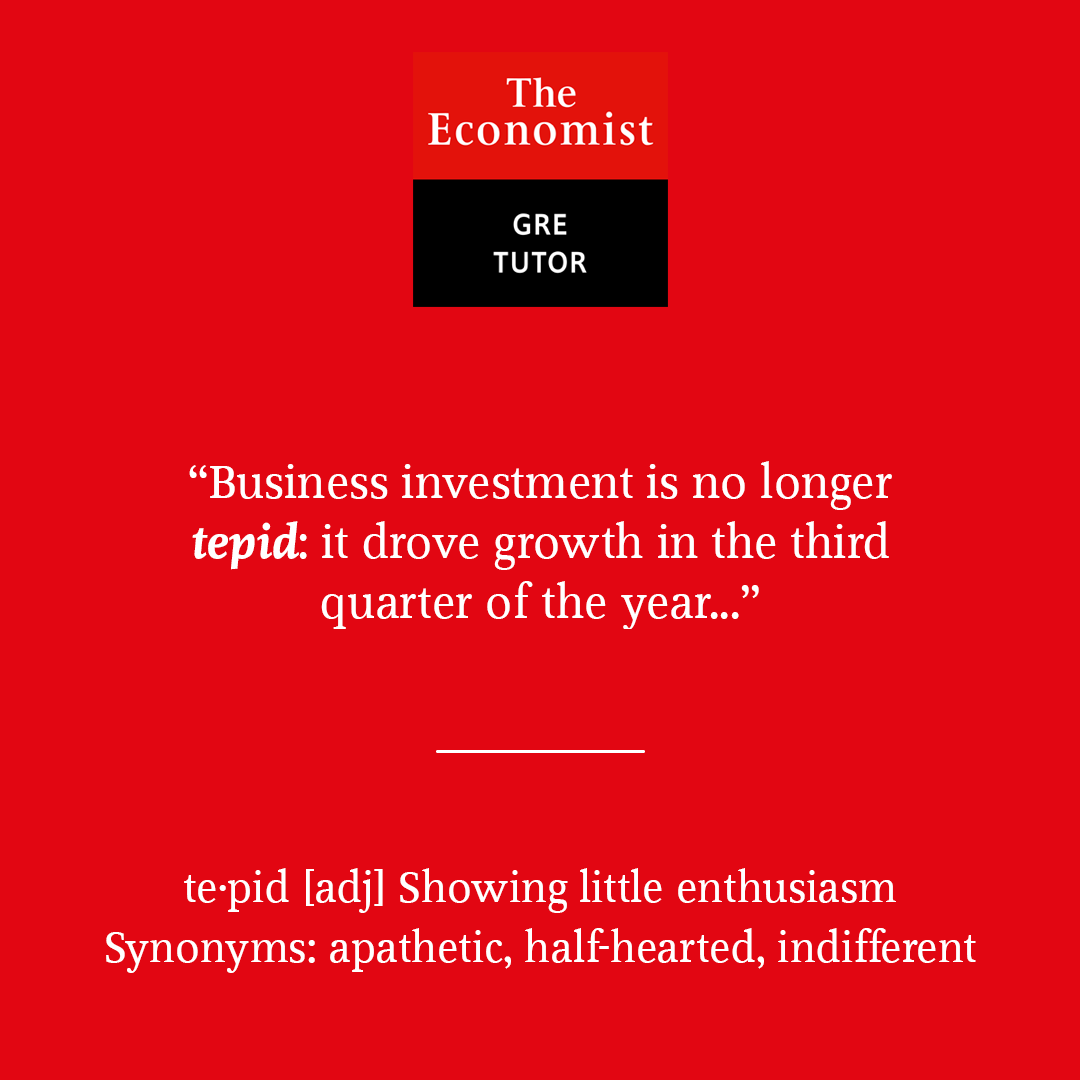 The
Economist
GRE
TUTOR
“Business investment is no longer
tepid: it drove growth in the third
quarter of the year...”
te·pid [adj] Showing little enthusiasm
Synonyms: apathetic, half-hearted, indifferent